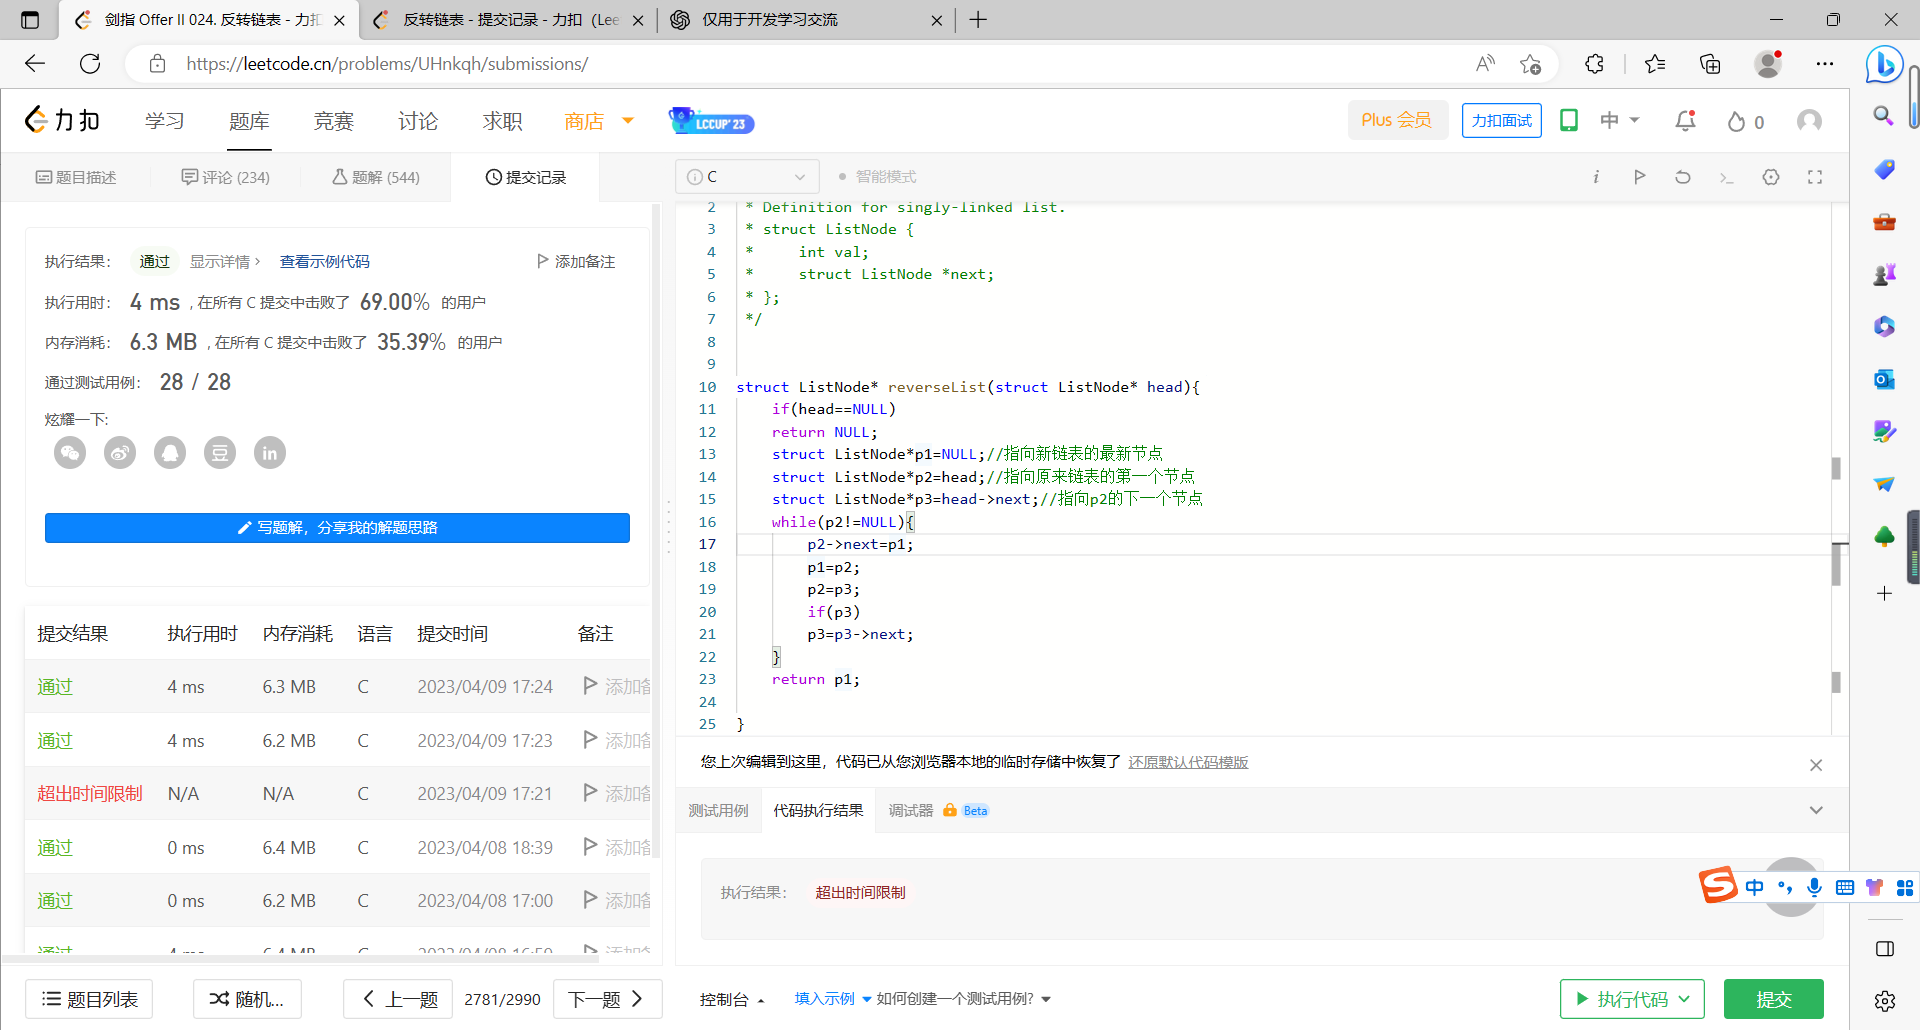 剑指 Offer II 024. 反转链表 - 力扣
反转链表 - 提交记录 - 力扣 (Lee
仅用于开发学习交流
https://leetcode.cn/problems/UHnkqh/submissions/
力扣
学习
题库
竞赛
讨论
求职
商店
LCCUP' 23
Plus 会员
力扣面试
中
0
题目描述
评论 (234)
题解 (544)
提交记录
C
智能模式
执行结果：
通过
显示详情 >
查看示例代码
添加备注
执行用时：
4 ms , 在所有 C 提交中击败了 69.00% 的用户
内存消耗：
6.3 MB , 在所有 C 提交中击败了 35.39% 的用户
通过测试用例：
28 / 28
炫耀一下:
豆
in
写题解，分享我的解题思路
提交结果 执行用时 内存消耗 语言 提交时间 备注
通过 4 ms 6.3 MB C 2023/04/09 17:24 添加备
通过 4 ms 6.2 MB C 2023/04/09 17:23 添加备
超出时间限制 N/A N/A C 2023/04/09 17:21 添加备
通过 0 ms 6.4 MB C 2023/04/08 18:39 添加备
通过 0 ms 6.2 MB C 2023/04/08 17:00 添加备
通过 4 ms 6.4 MB C 2023/04/08 16:59 添加备
2 * Definition for singly-linked list.
3 * struct ListNode {
4 * int val;
5 * struct ListNode *next;
6 * };
7 */
8
9
10 struct ListNode* reverseList(struct ListNode* head){
11 if(head==NULL)
12 return NULL;
13 struct ListNode*p1=NULL;//指向新链表的最新节点
14 struct ListNode*p2=head;//指向原来链表的第一个节点
15 struct ListNode*p3=head->next;//指向p2的下一个节点
16 while(p2!=NULL){
17 p2->next=p1;
18 p1=p2;
19 p2=p3;
20 if(p3)
21 p3=p3->next;
22 }
23 return p1;
24
25 }
您上次编辑到这里，代码已从您浏览器本地的临时存储中恢复了 还原默认代码模版
测试用例
代码执行结果
调试器
Beta
执行结果：
超出时间限制
中
题目列表
随机...
上一题
2781/2990
下一题
控制台
填入示例
如何创建一个测试用例?
执行代码
提交